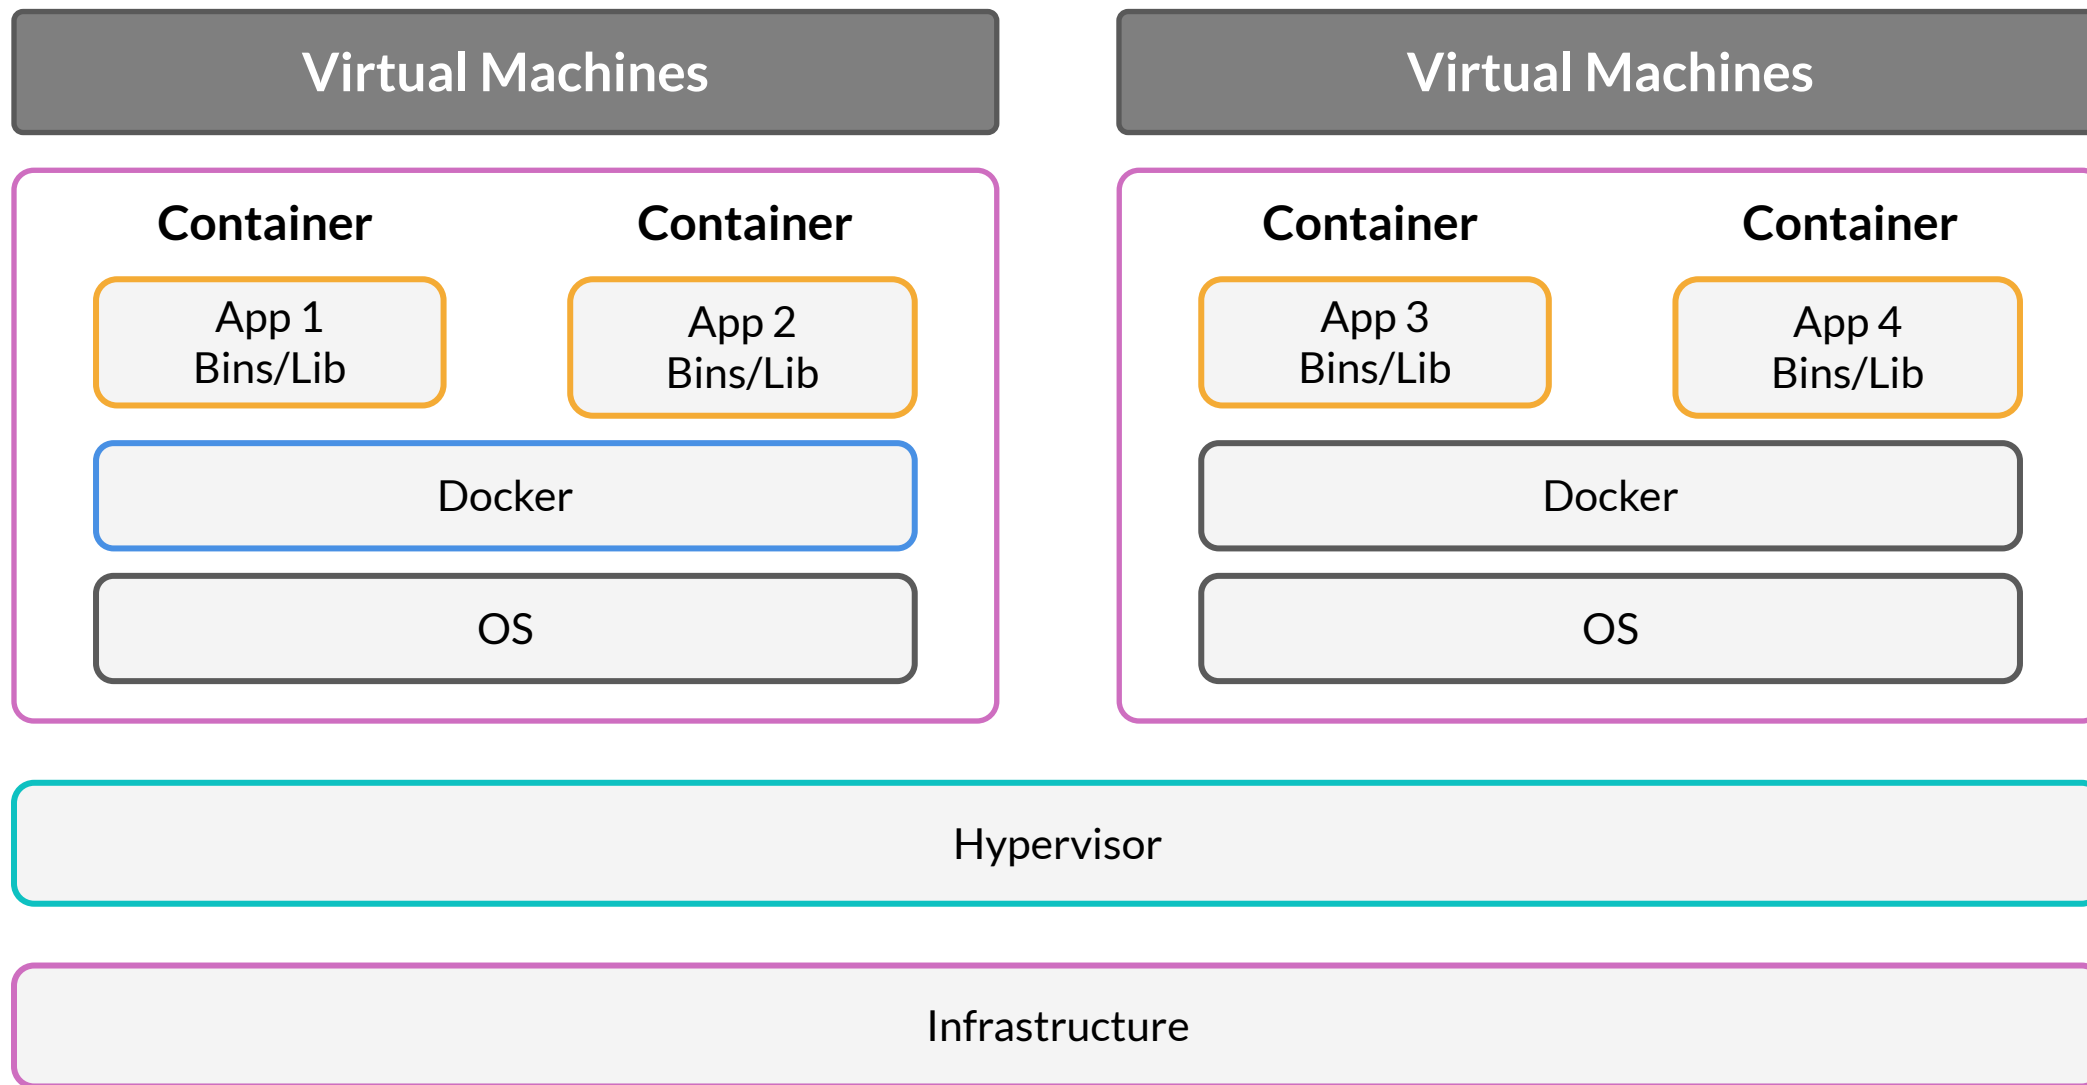 Virtual Machines
Container
Container
App 1
Bins/Lib
App 2
Bins/Lib
Docker
OS
Virtual Machines
Container
Container
App 3
Bins/Lib
App 4
Bins/Lib
Docker
OS
Hypervisor
Infrastructure